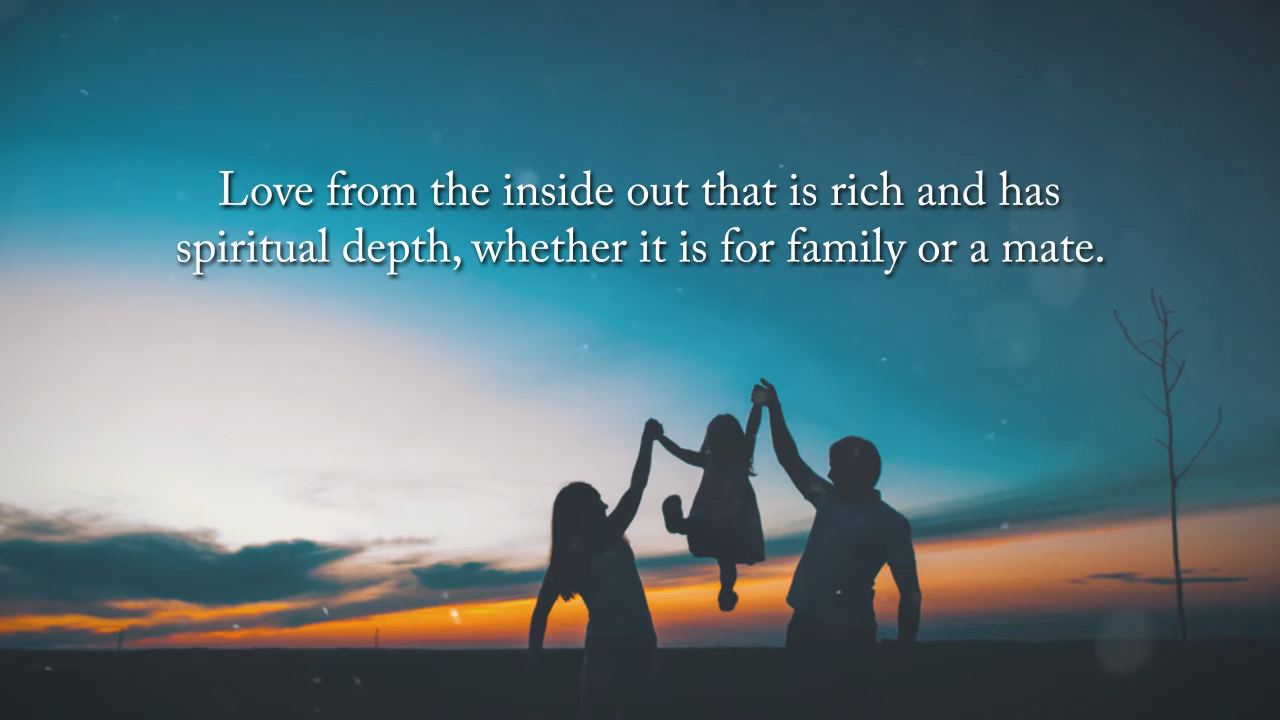 Love from the inside out that is rich and has
spiritual depth, whether it is for family or a mate.